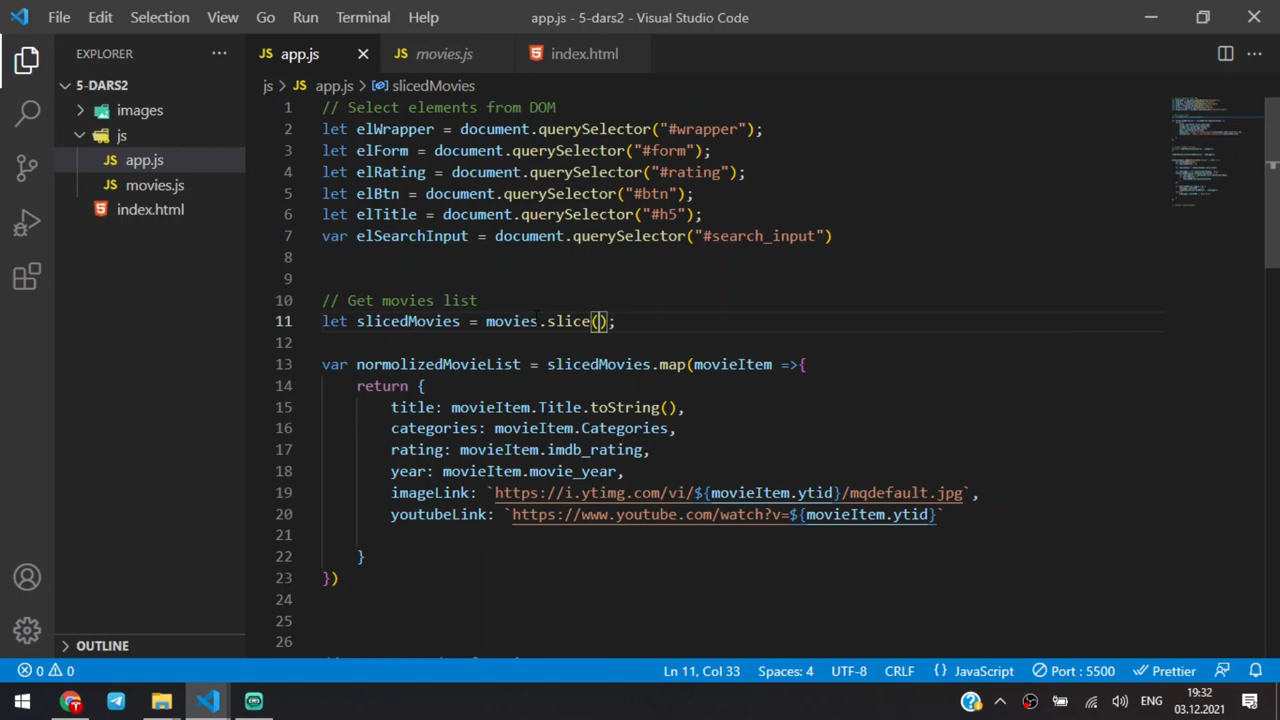 File Edit Selection View Go Run Terminal Help app.js - 5-dars2 - Visual Studio Code
EXPLORER ··· JS app.js JS movies.js index.html ···
5-DARS2
images
js
JS app.js
JS movies.js
index.html
OUTLINE
js > JS app.js > slicedMovies
1 // Select elements from DOM
2 let elWrapper = document.querySelector("#wrapper");
3 let elForm = document.querySelector("#form");
4 let elRating = document.querySelector("#rating");
5 let elBtn = document.querySelector("#btn");
6 let elTitle = document.querySelector("#h5");
7 var elSearchInput = document.querySelector("#search_input")
8
9
10 // Get movies list
11 let slicedMovies = movies.slice();
12
13 var normolizedMovieList = slicedMovies.map(movieItem =>{
14 return {
15 title: movieItem.Title.toString(),
16 categories: movieItem.Categories,
17 rating: movieItem.imdb_rating,
18 year: movieItem.movie_year,
19 imageLink: `https://i.ytimg.com/vi/${movieItem.ytid}/mqdefault.jpg`,
20 youtubeLink: `https://www.youtube.com/watch?v=${movieItem.ytid}`
21
22 }
23 })
24
25
26
0 0 Ln 11, Col 33 Spaces: 4 UTF-8 CRLF {} JavaScript Port : 5500 Prettier
ENG 19:32
03.12.2021